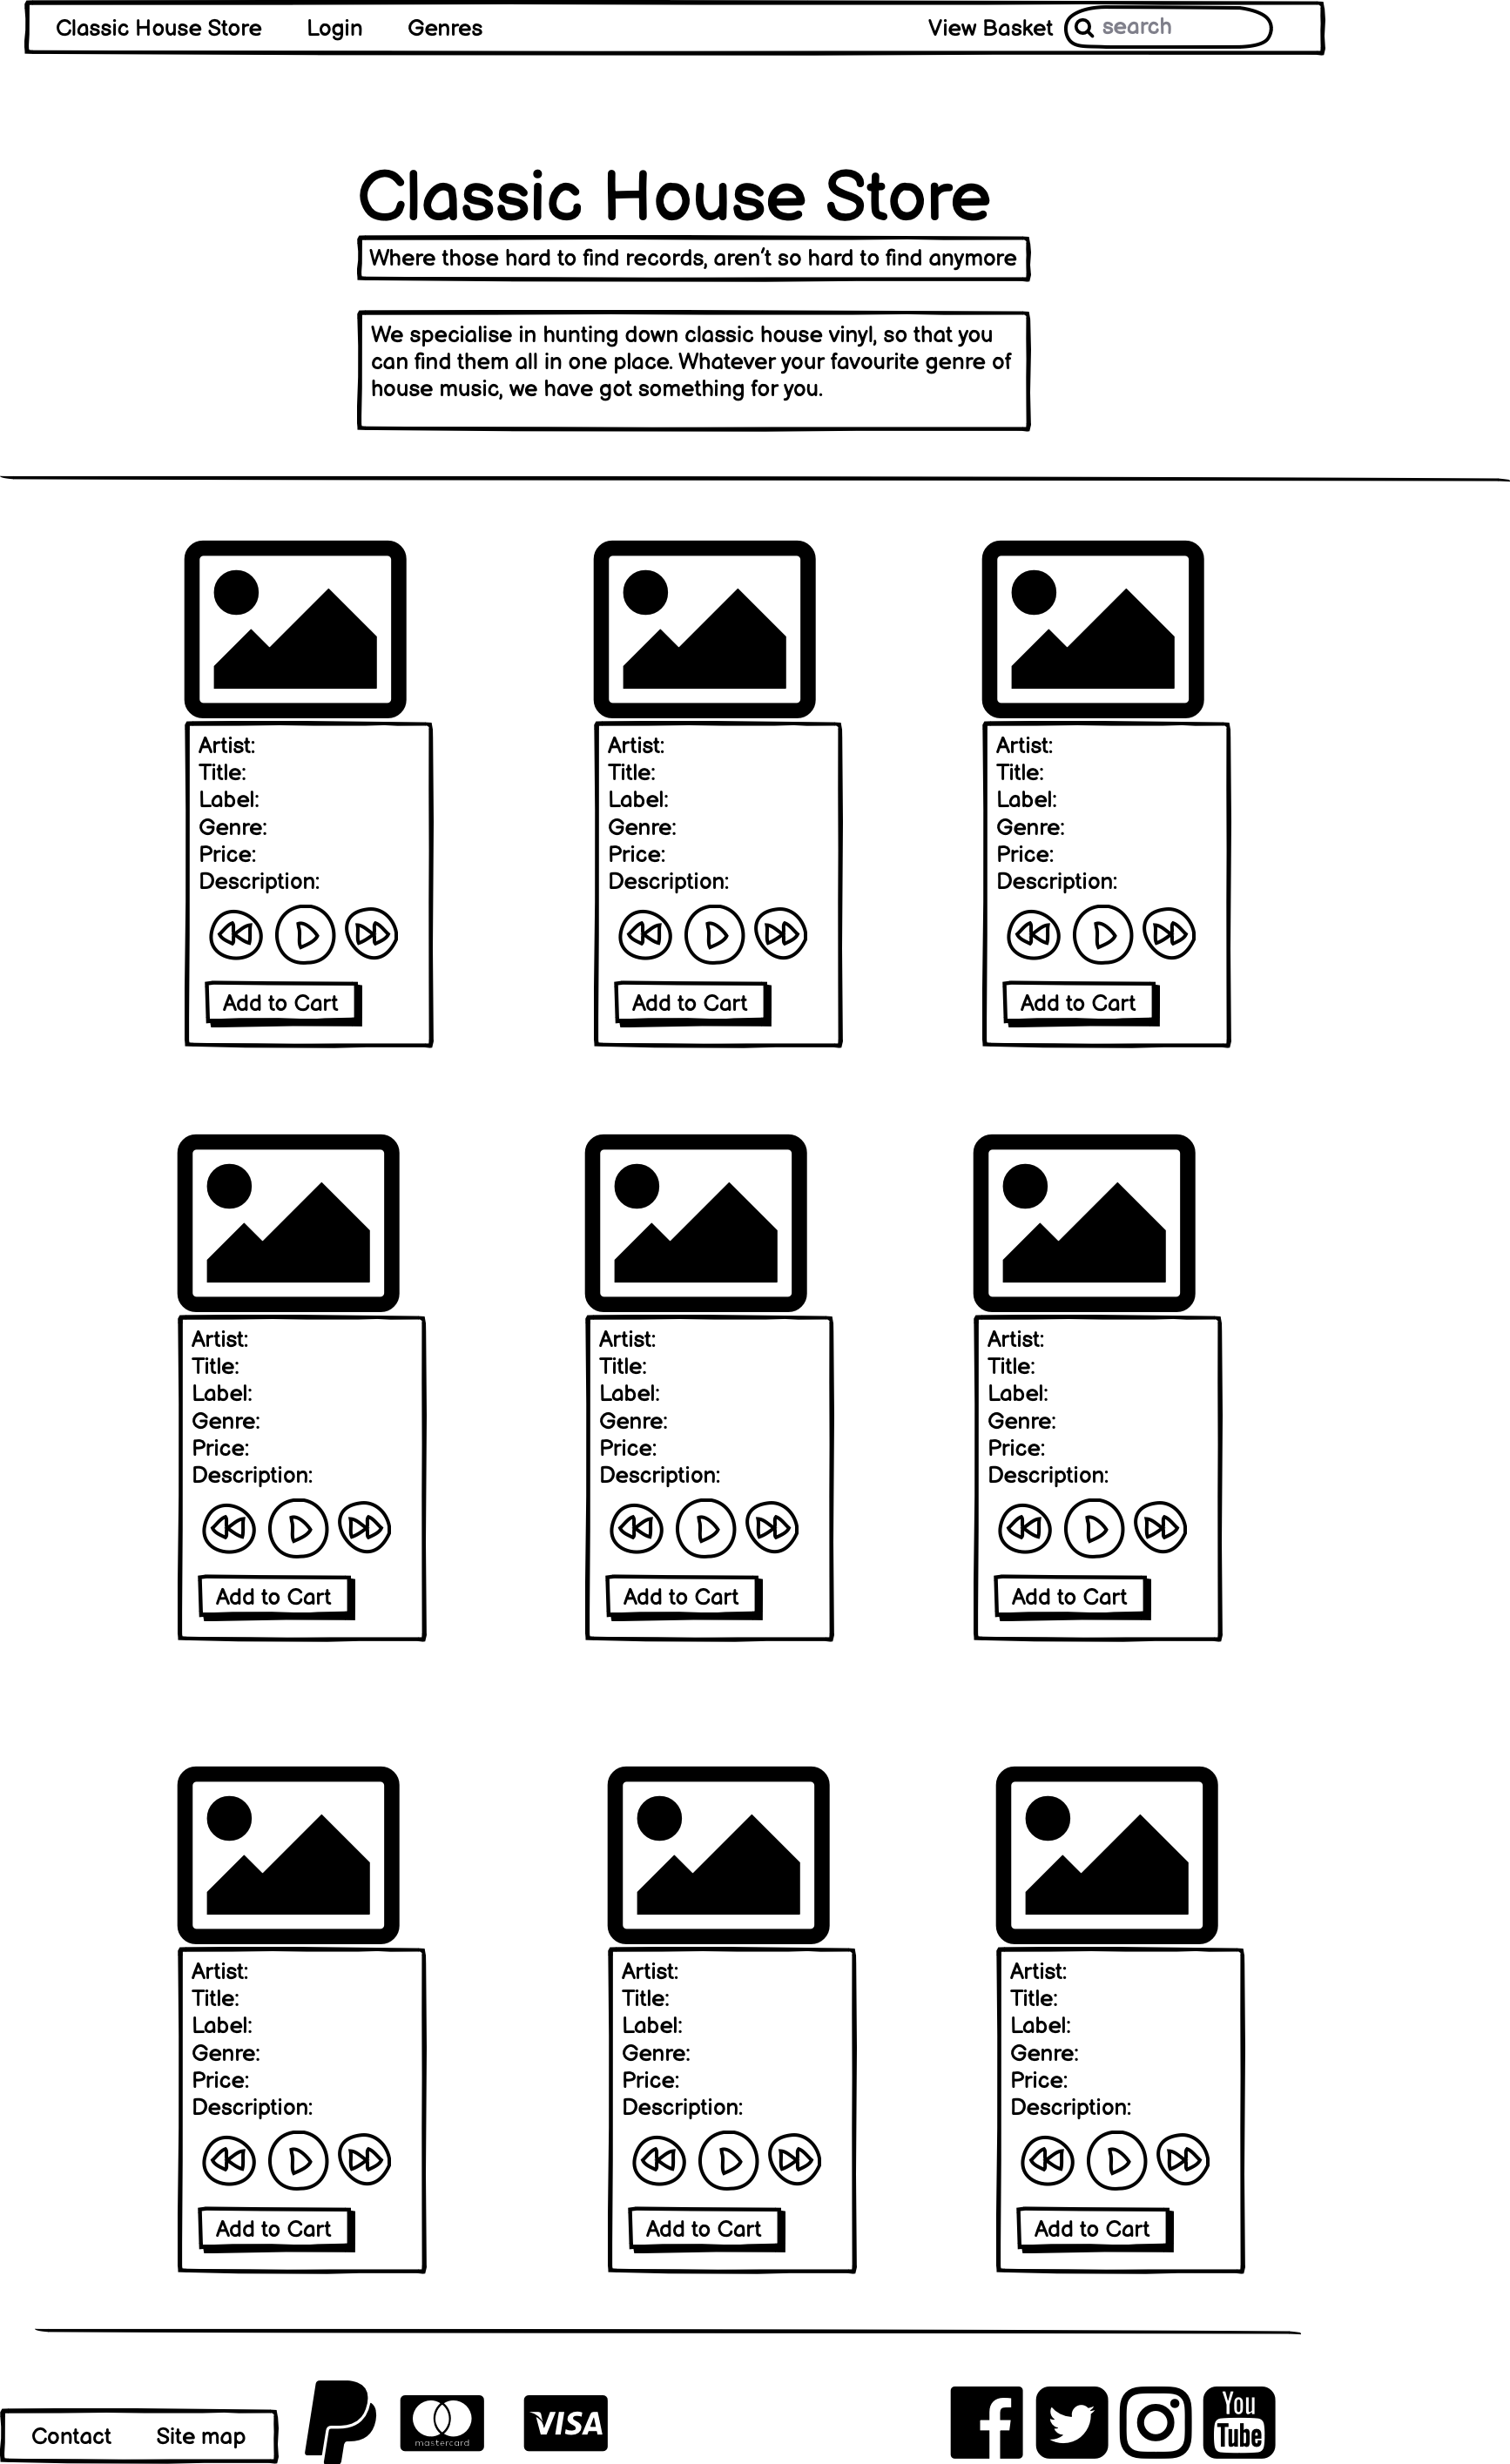 Classic House Store Login Genres View Basket search
Classic House Store
Where those hard to find records, aren't so hard to find anymore
We specialise in hunting down classic house vinyl, so that you
can find them all in one place. Whatever your favourite genre of
house music, we have got something for you.
Artist:
Title:
Label:
Genre:
Price:
Description:
Add to Cart
Artist:
Title:
Label:
Genre:
Price:
Description:
Add to Cart
Artist:
Title:
Label:
Genre:
Price:
Description:
Add to Cart
Artist:
Title:
Label:
Genre:
Price:
Description:
Add to Cart
Artist:
Title:
Label:
Genre:
Price:
Description:
Add to Cart
Artist:
Title:
Label:
Genre:
Price:
Description:
Add to Cart
Artist:
Title:
Label:
Genre:
Price:
Description:
Add to Cart
Artist:
Title:
Label:
Genre:
Price:
Description:
Add to Cart
Artist:
Title:
Label:
Genre:
Price:
Description:
Add to Cart
Contact Site map
mastercard
VISA
You
Tube